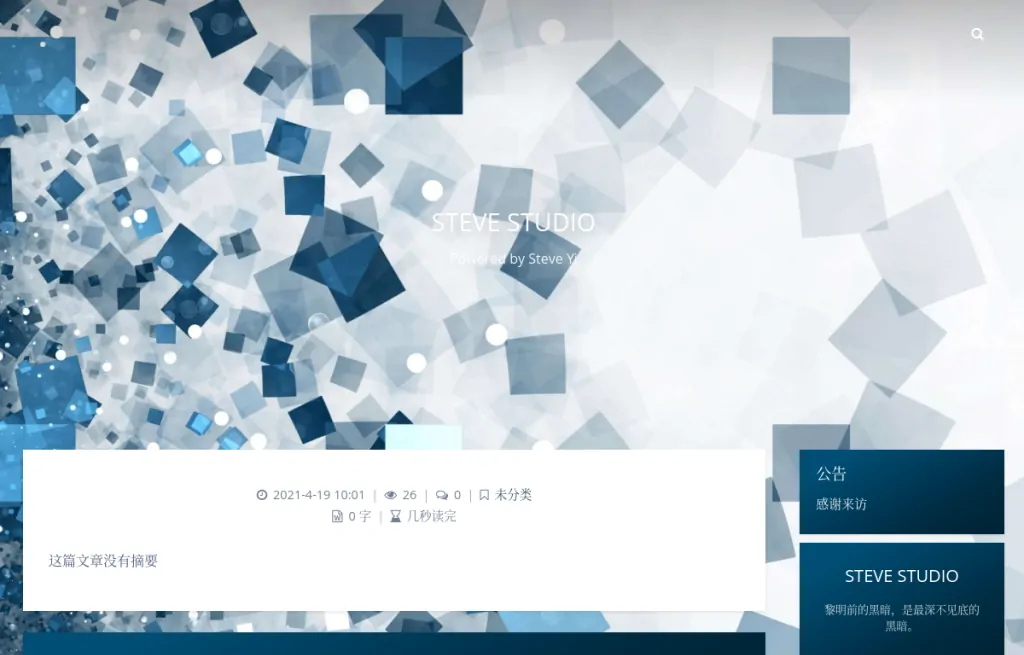 STEVE STUDIO
Powered by Steve Yi
2021-4-19 10:01 | 26 | 0 | 未分类
0 字 | 几秒读完
这篇文章没有摘要
公告
感谢来访
STEVE STUDIO
黎明前的黑暗，是最深不见底的
黑暗。